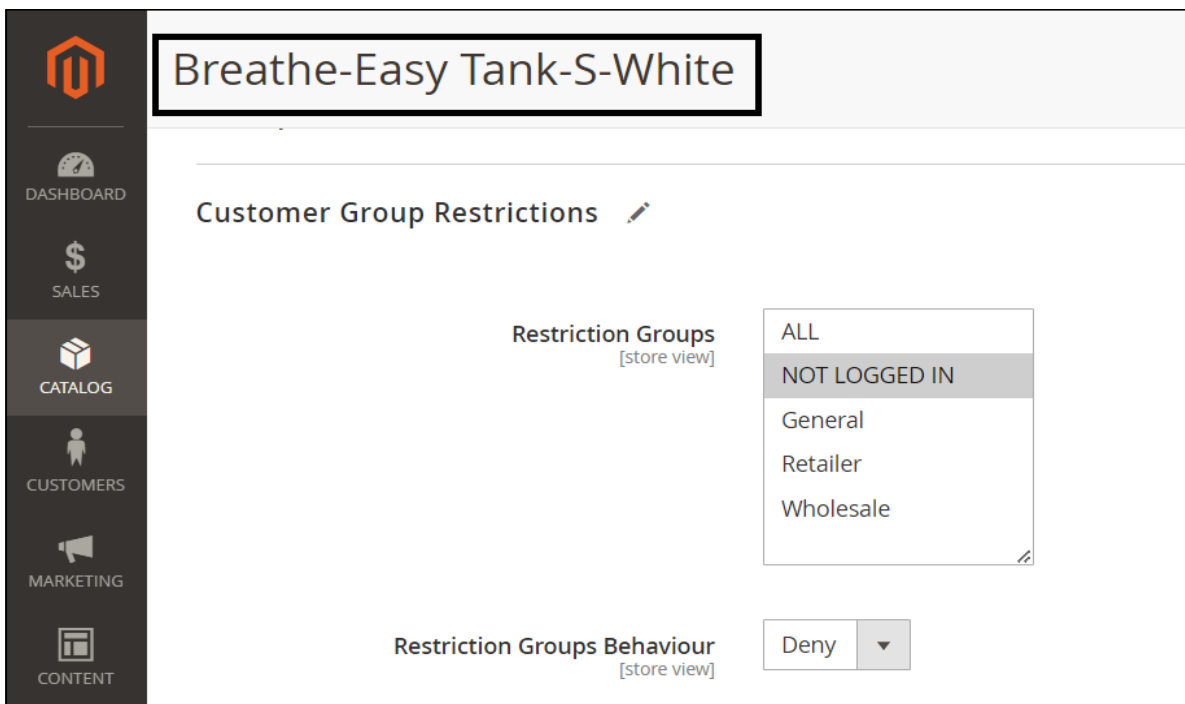 Breathe-Easy Tank-S-White
DASHBOARD
SALES
CATALOG
CUSTOMERS
MARKETING
CONTENT
Customer Group Restrictions
Restriction Groups
[store view]
ALL
NOT LOGGED IN
General
Retailer
Wholesale
Restriction Groups Behaviour
[store view]
Deny